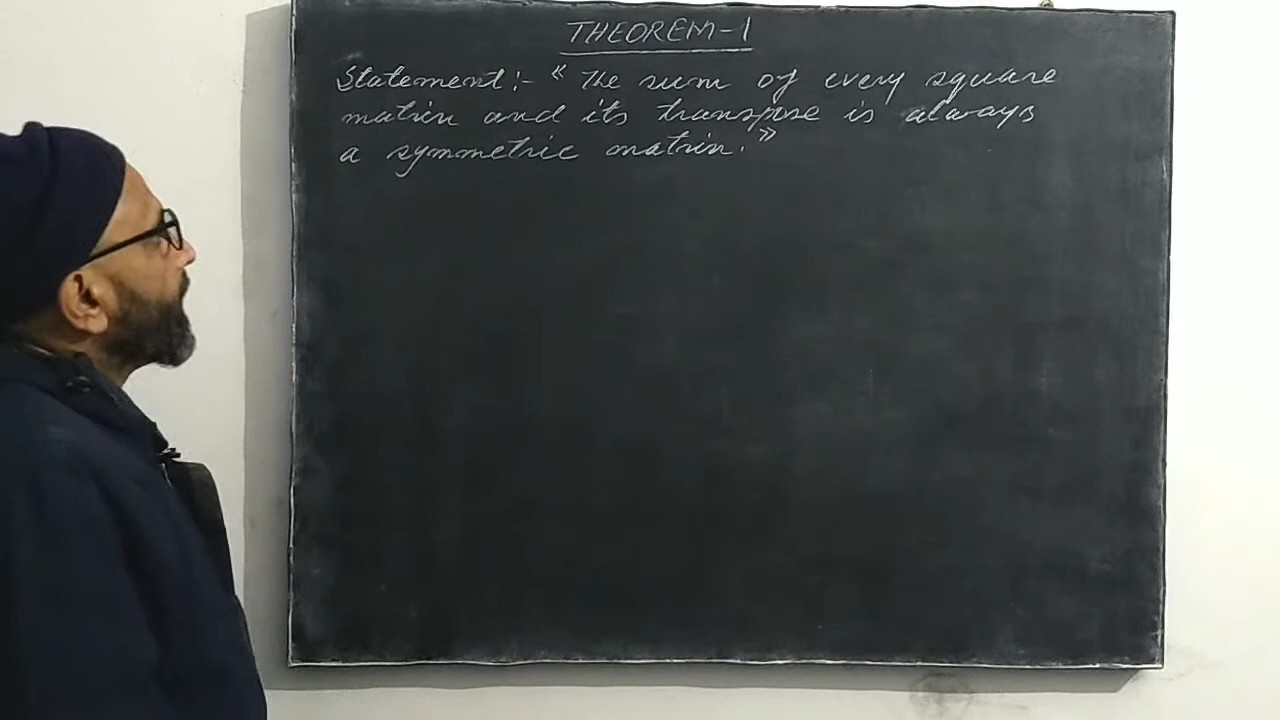 THEOREM-1
Statement:- "The sum of every square
matrix and its transpose is always
a symmetric matrix."